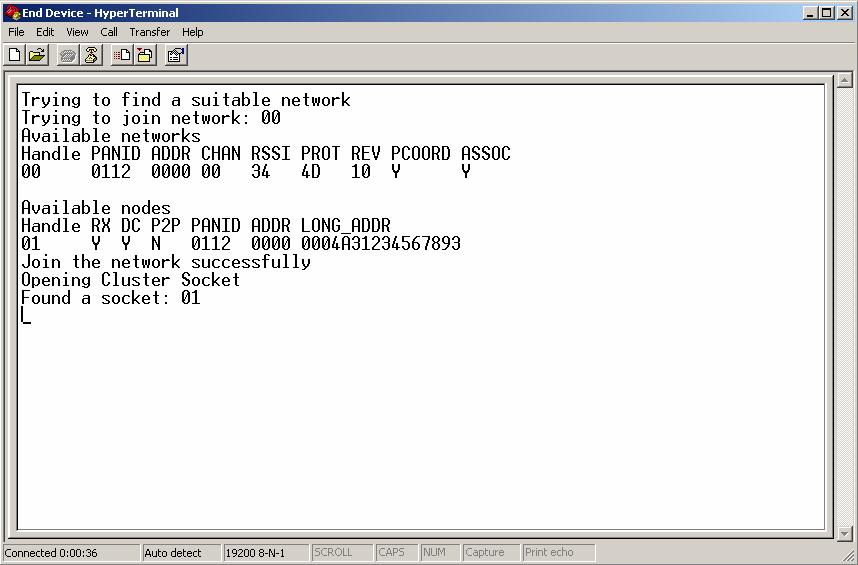 End Device - HyperTerminal
File Edit View Call Transfer Help
Trying to find a suitable network
Trying to join network: 00
Available networks
Handle PANID ADDR CHAN RSSI PROT REV PCOORD ASSOC
00 0112 0000 00 34 4D 10 Y Y
Available nodes
Handle RX DC P2P PANID ADDR LONG_ADDR
01 Y Y N 0112 0000 0004A31234567893
Join the network successfully
Opening Cluster Socket
Found a socket: 01
Connected 0:00:36 Auto detect 19200 8-N-1 SCROLL CAPS NUM Capture Print echo